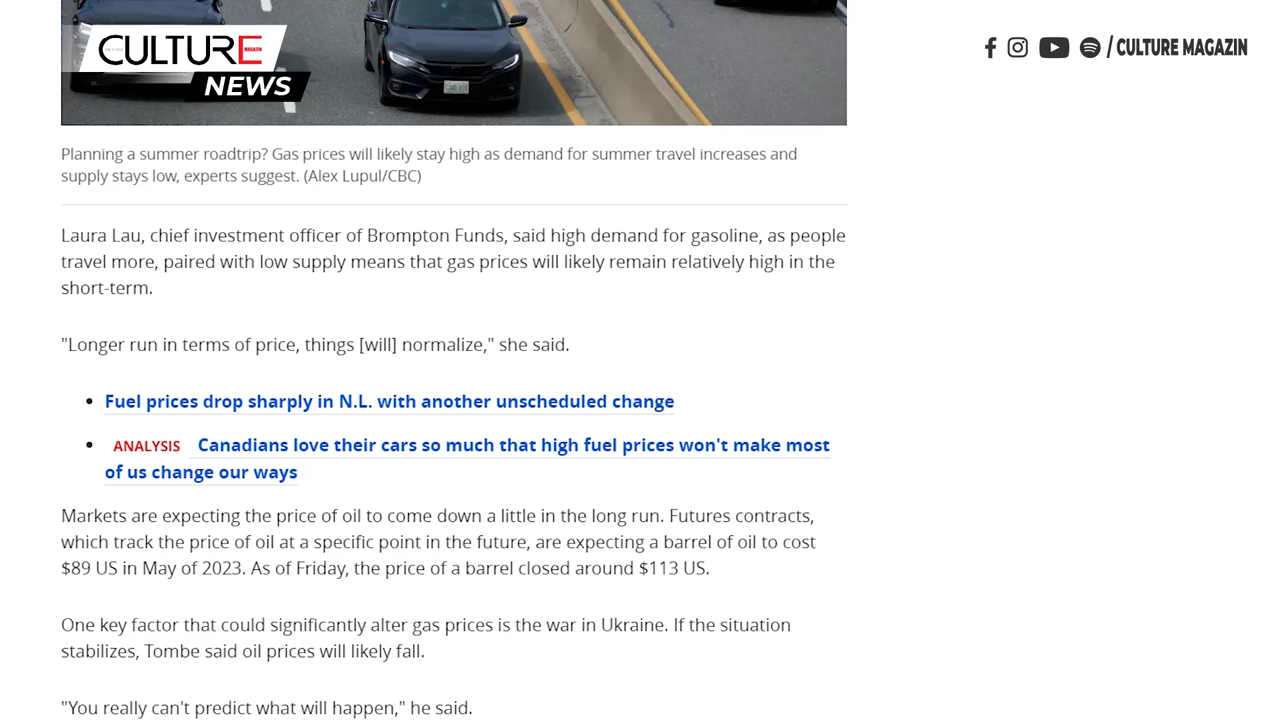 CULTURE
MAGAZIN
NEWS
/ CULTURE MAGAZIN
Planning a summer roadtrip? Gas prices will likely stay high as demand for summer travel increases and
supply stays low, experts suggest. (Alex Lupul/CBC)
Laura Lau, chief investment officer of Brompton Funds, said high demand for gasoline, as people
travel more, paired with low supply means that gas prices will likely remain relatively high in the
short-term.
"Longer run in terms of price, things [will] normalize," she said.
Fuel prices drop sharply in N.L. with another unscheduled change
ANALYSIS Canadians love their cars so much that high fuel prices won't make most
of us change our ways
Markets are expecting the price of oil to come down a little in the long run. Futures contracts,
which track the price of oil at a specific point in the future, are expecting a barrel of oil to cost
$89 US in May of 2023. As of Friday, the price of a barrel closed around $113 US.
One key factor that could significantly alter gas prices is the war in Ukraine. If the situation
stabilizes, Tombe said oil prices will likely fall.
"You really can't predict what will happen," he said.